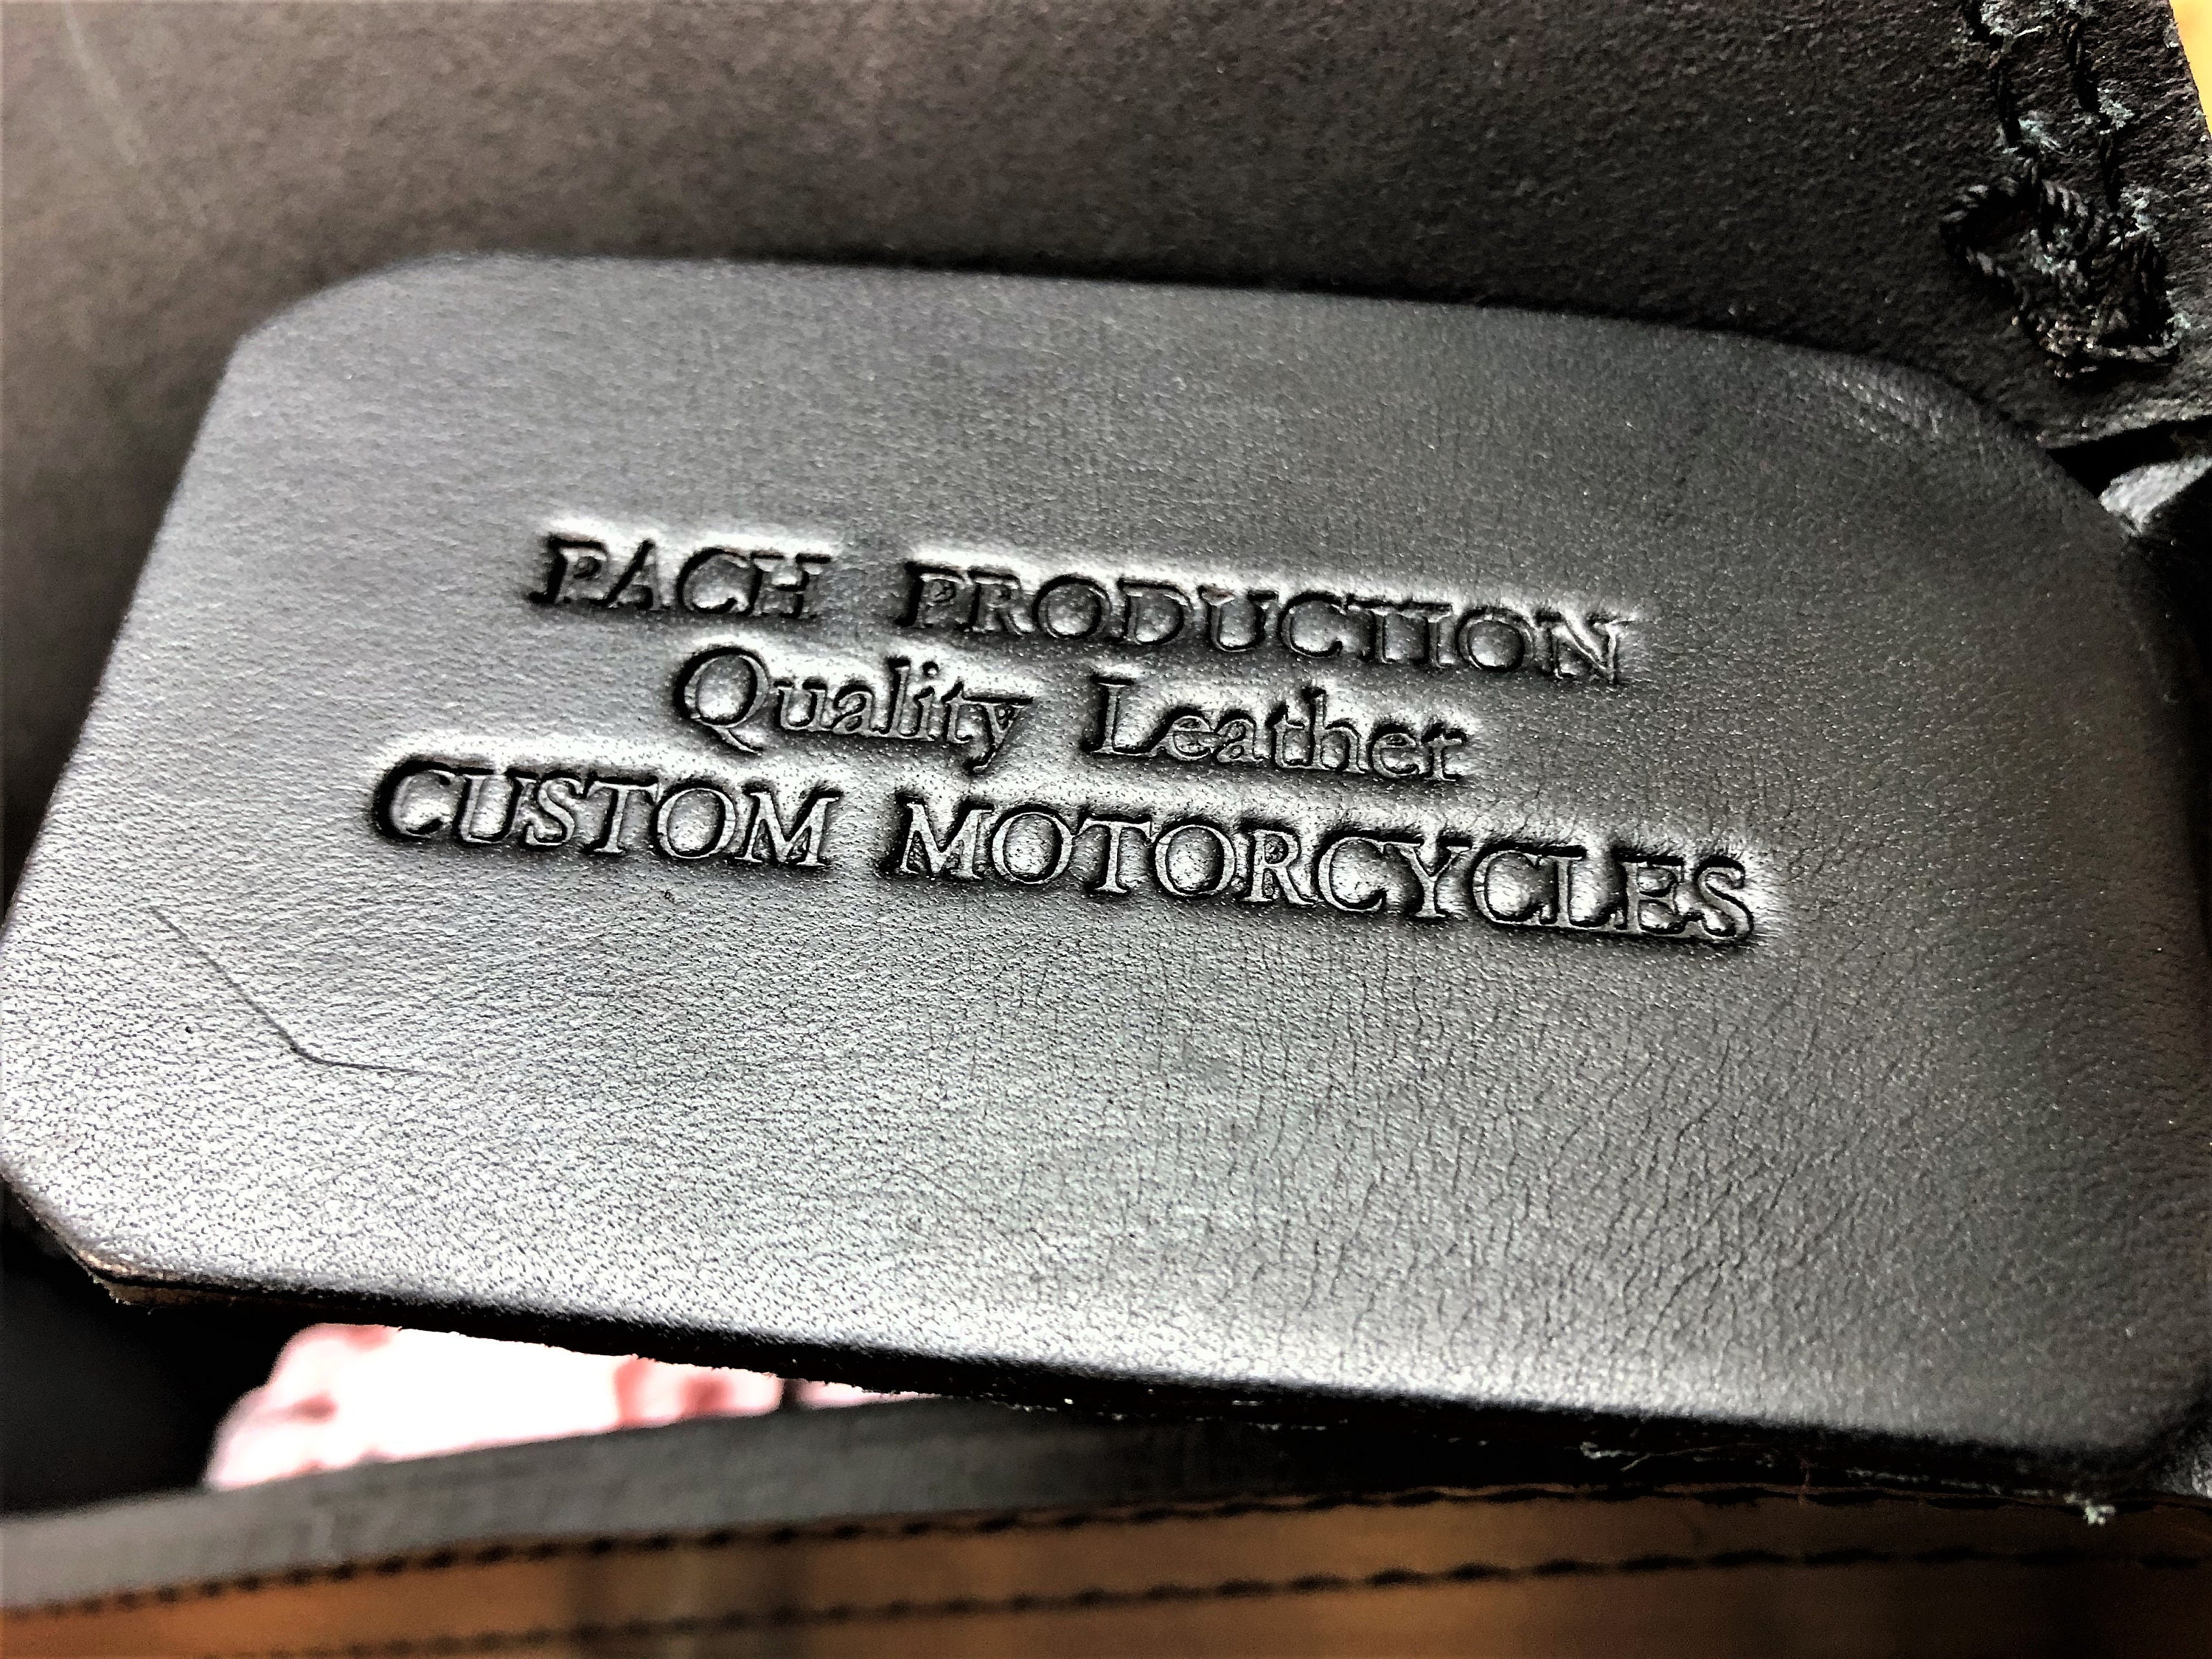 PACH PRODUCTION
Quality Leather
CUSTOM MOTORCYCLES